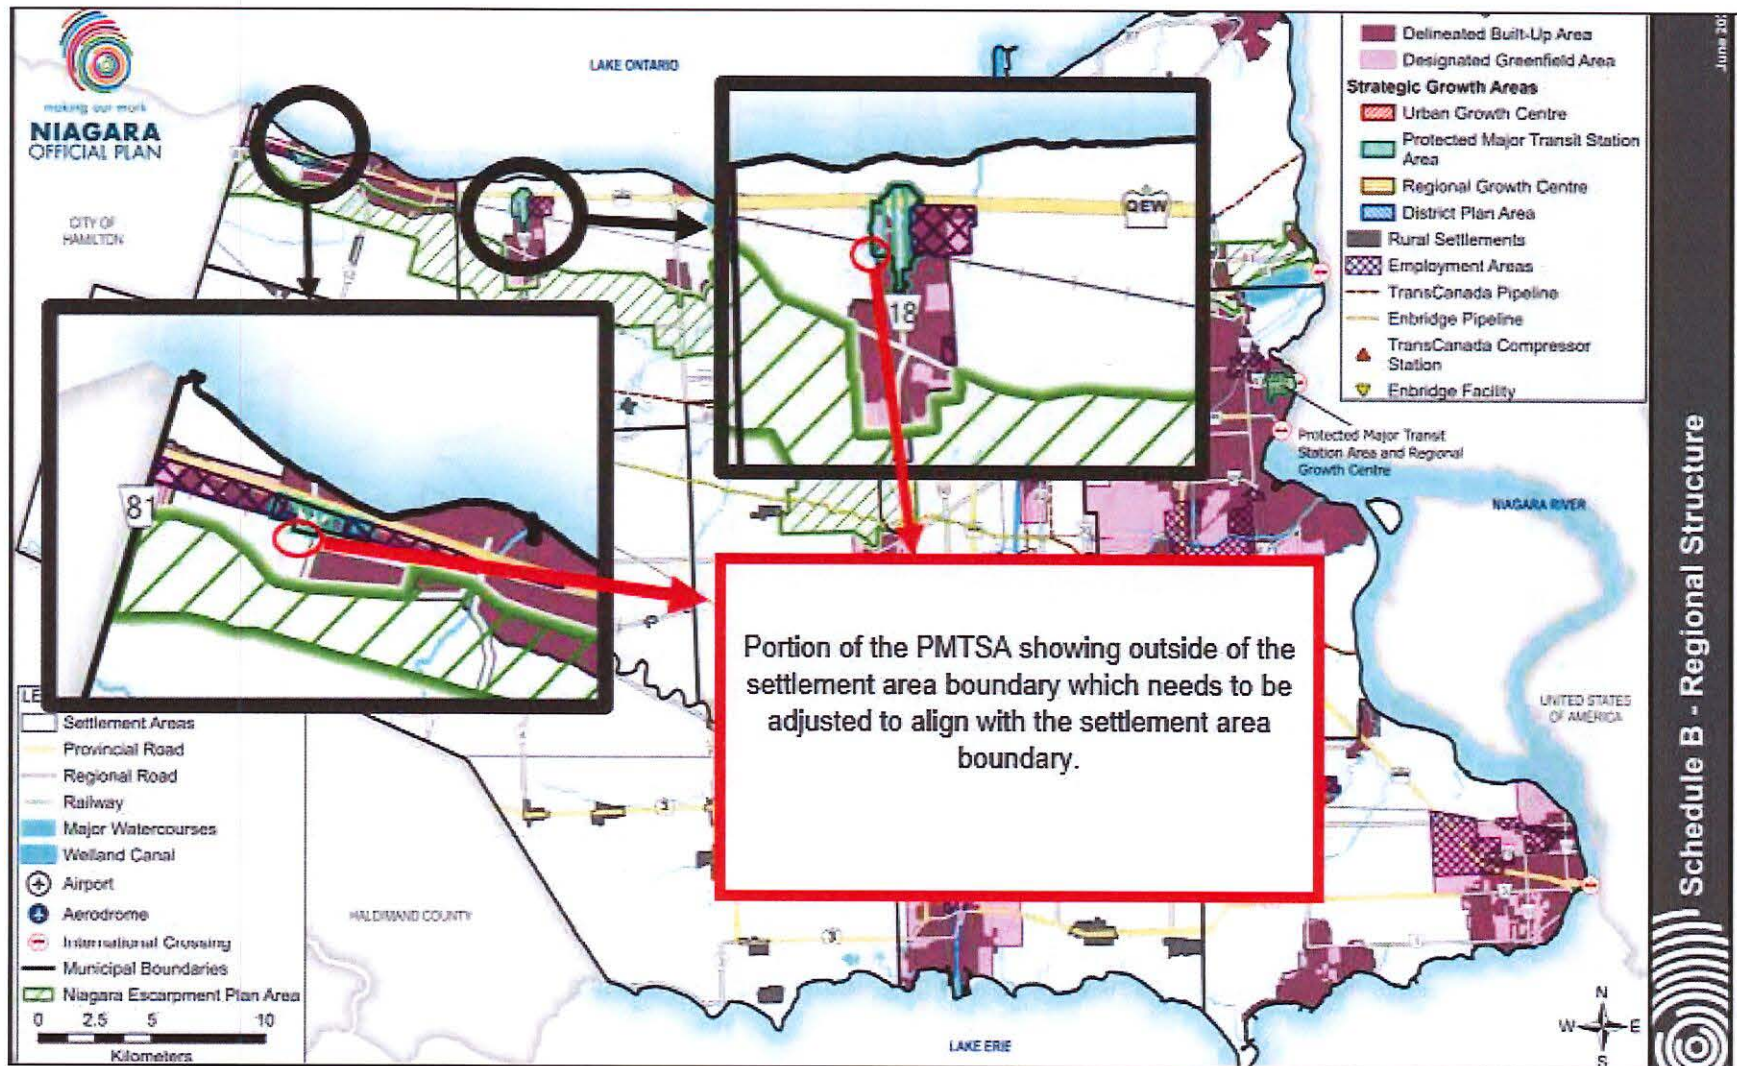 making our mark
NIAGARA
OFFICIAL PLAN
LAKE ONTARIO
CITY OF
HAMILTON
QEW
18
81
Delineated Built-Up Area
Designated Greenfield Area
Strategic Growth Areas
Urban Growth Centre
Protected Major Transit Station
Area
Regional Growth Centre
District Plan Area
Rural Settlements
Employment Areas
TransCanada Pipeline
Enbridge Pipeline
TransCanada Compressor
Station
Enbridge Facility
Protected Major Transit
Station Area and Regional
Growth Centre
NIAGARA RIVER
UNITED STATES
OF AMERICA
Portion of the PMTSA showing outside of the
settlement area boundary which needs to be
adjusted to align with the settlement area
boundary.
Settlement Areas
Provincial Road
Regional Road
Railway
Major Watercourses
Welland Canal
Airport
Aerodrome
International Crossing
Municipal Boundaries
Niagara Escarpment Plan Area
0 2.5 5 10
Kilometers
HALDIMAND COUNTY
3
3
LAKE ERIE
N
W E
S
Schedule B - Regional Structure
June